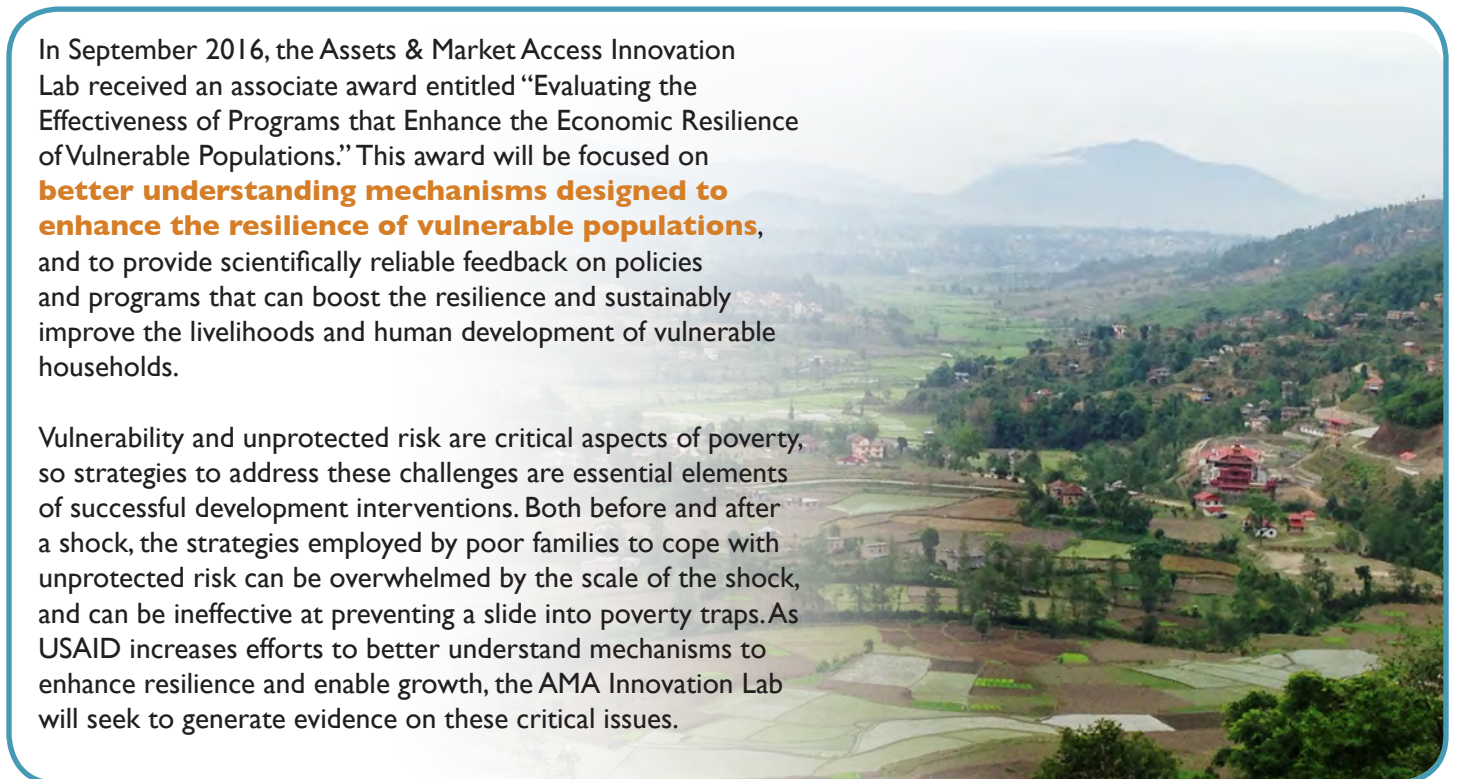 In September 2016, the Assets & Market Access Innovation
Lab received an associate award entitled “Evaluating the
Effectiveness of Programs that Enhance the Economic Resilience
of Vulnerable Populations.” This award will be focused on
better understanding mechanisms designed to
enhance the resilience of vulnerable populations,
and to provide scientifically reliable feedback on policies
and programs that can boost the resilience and sustainably
improve the livelihoods and human development of vulnerable
households.
Vulnerability and unprotected risk are critical aspects of poverty,
so strategies to address these challenges are essential elements
of successful development interventions. Both before and after
a shock, the strategies employed by poor families to cope with
unprotected risk can be overwhelmed by the scale of the shock,
and can be ineffective at preventing a slide into poverty traps. As
USAID increases efforts to better understand mechanisms to
enhance resilience and enable growth, the AMA Innovation Lab
will seek to generate evidence on these critical issues.